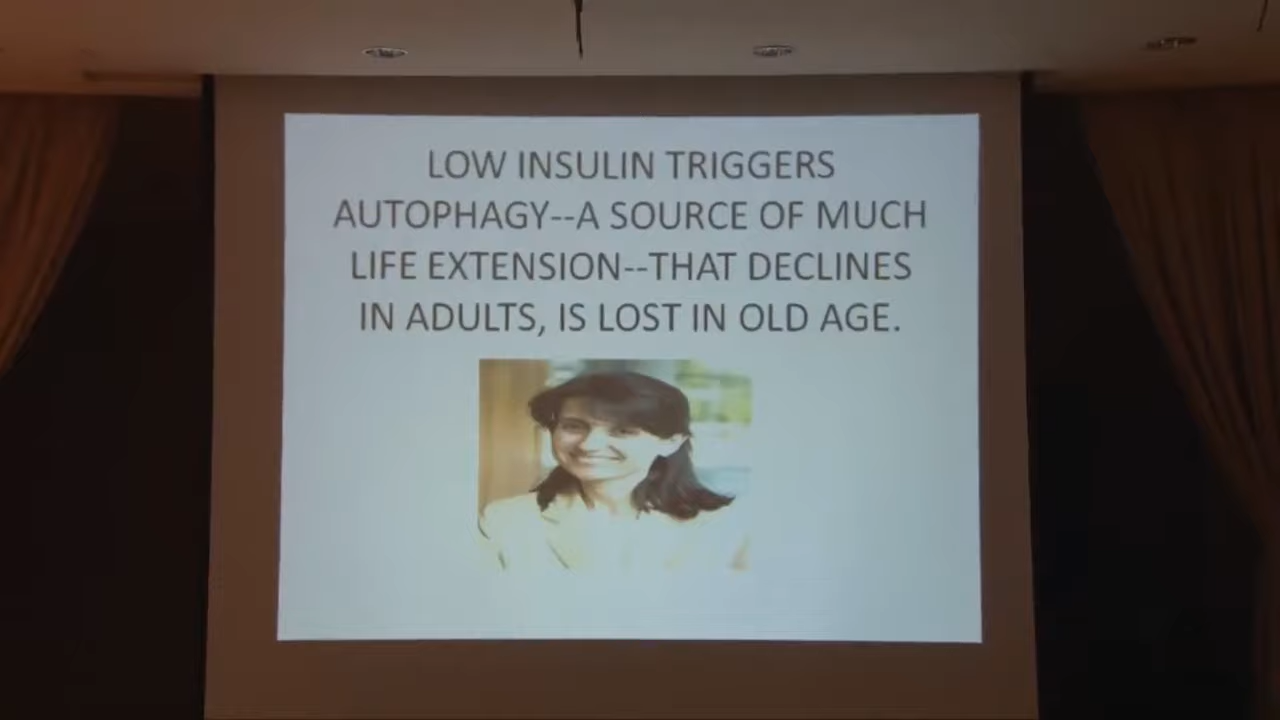 LOW INSULIN TRIGGERS
AUTOPHAGY--A SOURCE OF MUCH
LIFE EXTENSION--THAT DECLINES
IN ADULTS, IS LOST IN OLD AGE.